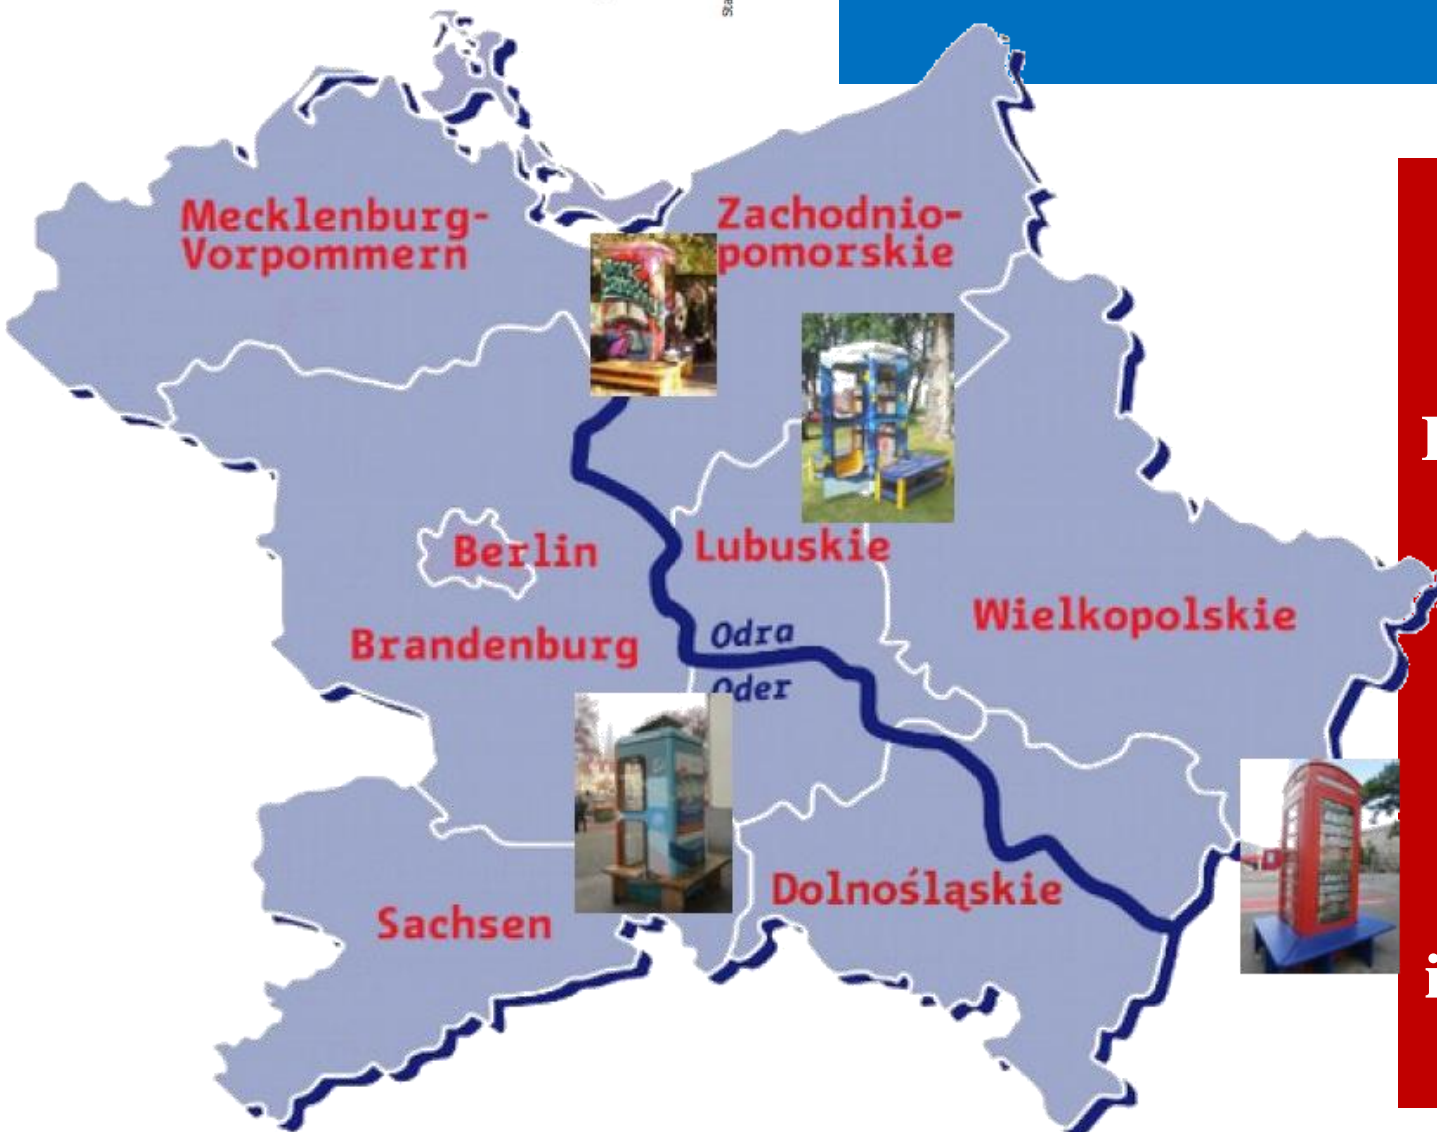 Mecklenburg-
Vorpommern
Zachodnio-
pomorskie
Berlin
Lubuskie
Wielkopolskie
Brandenburg
Odra
Oder
Dolnośląskie
Sachsen